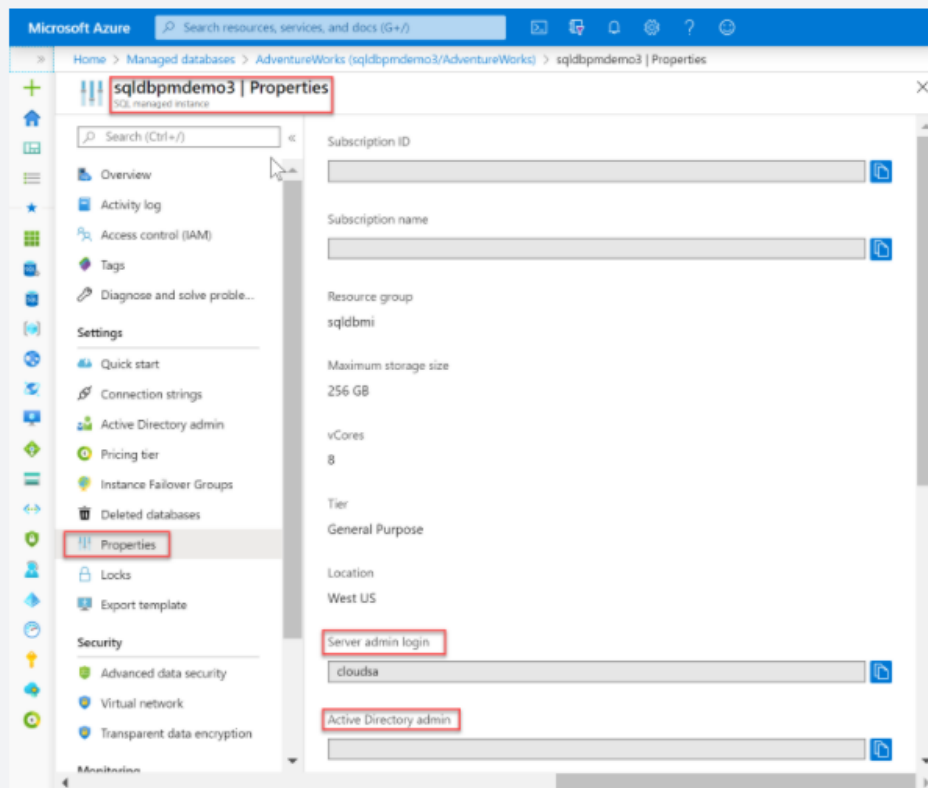 Microsoft Azure
Search resources, services, and docs (G+/)
Home > Managed databases > AdventureWorks (sqldbpmdemo3/AdventureWorks) > sqldbpmdemo3 | Properties
sqldbpmdemo3 | Properties
SQL managed instance
Search (Ctrl+/)
Overview
Activity log
Access control (IAM)
Tags
Diagnose and solve proble...
Settings
Quick start
Connection strings
Active Directory admin
Pricing tier
Instance Failover Groups
Deleted databases
Properties
Locks
Export template
Security
Advanced data security
Virtual network
Transparent data encryption
Monitoring
Subscription ID
Subscription name
Resource group
sqldbmi
Maximum storage size
256 GB
vCores
8
Tier
General Purpose
Location
West US
Server admin login
cloudsa
Active Directory admin